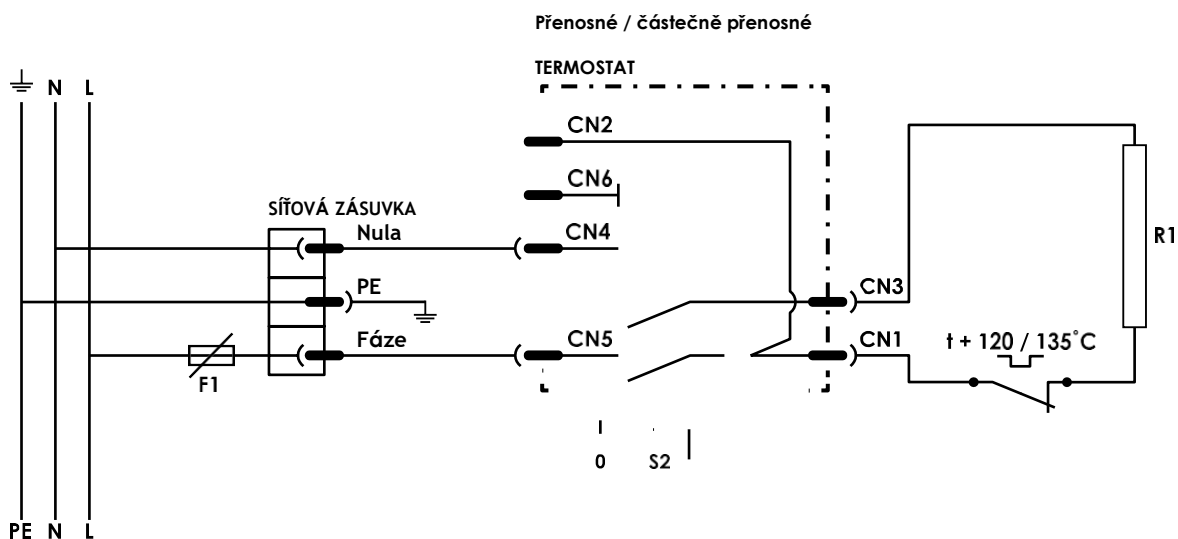 Přenosné / částečně přenosné
TERMOSTAT
N L
CN2
CN6
SÍŤOVÁ ZÁSUVKA
Nula
CN4
R1
PE
CN3
Fáze
CN5
CN1
t + 120 / 135°C
F1
0 S2
PE N L